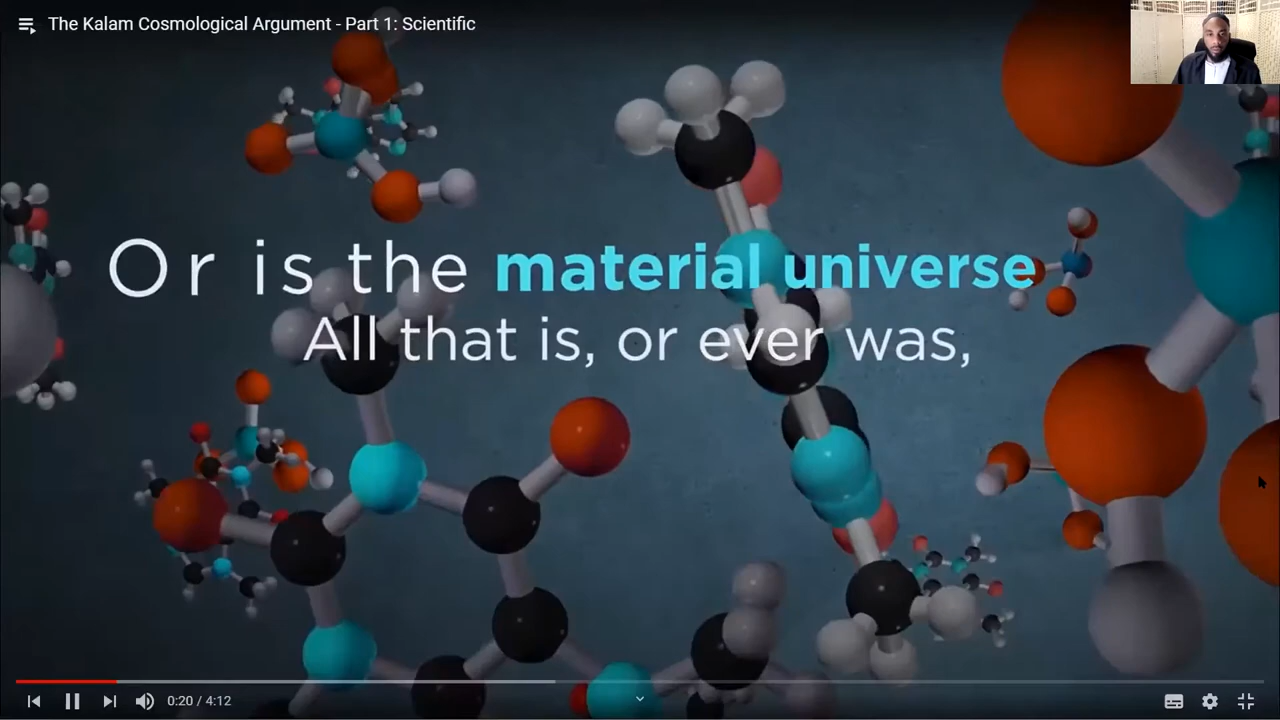 The Kalam Cosmological Argument - Part 1: Scientific
Or is the material universe
All that is, or ever was,
0:20 / 4:12